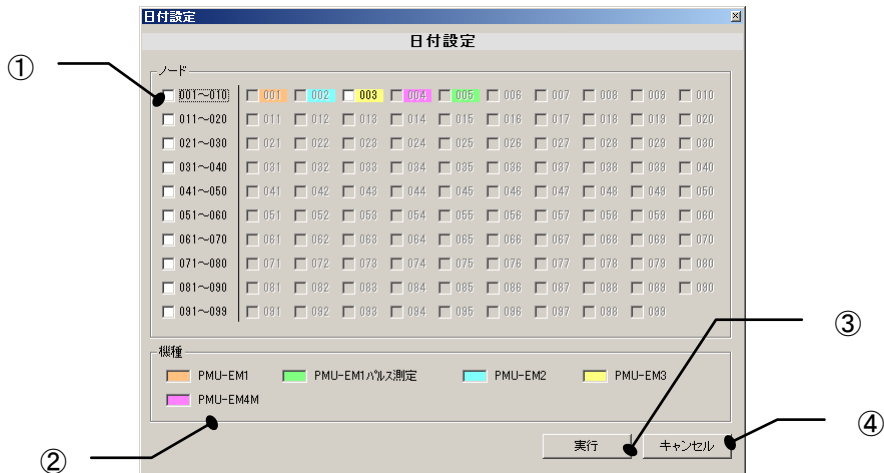 日付設定
日付設定
①
ノード
001～010 001 002 003 004 005 006 007 008 009 010
011～020 011 012 013 014 015 016 017 018 019 020
021～030 021 022 023 024 025 026 027 028 029 030
031～040 031 032 033 034 035 036 037 038 039 040
041～050 041 042 043 044 045 046 047 048 049 050
051～060 051 052 053 054 055 056 057 058 059 060
061～070 061 062 063 064 065 066 067 068 069 070
071～080 071 072 073 074 075 076 077 078 079 080
081～090 081 082 083 084 085 086 087 088 089 090
091～099 091 092 093 094 095 096 097 098 099
③
機種
PMU-EM1 PMU-EM1ﾊﾟﾙｽ測定 PMU-EM2 PMU-EM3
PMU-EM4M
④
実行 キャンセル
②